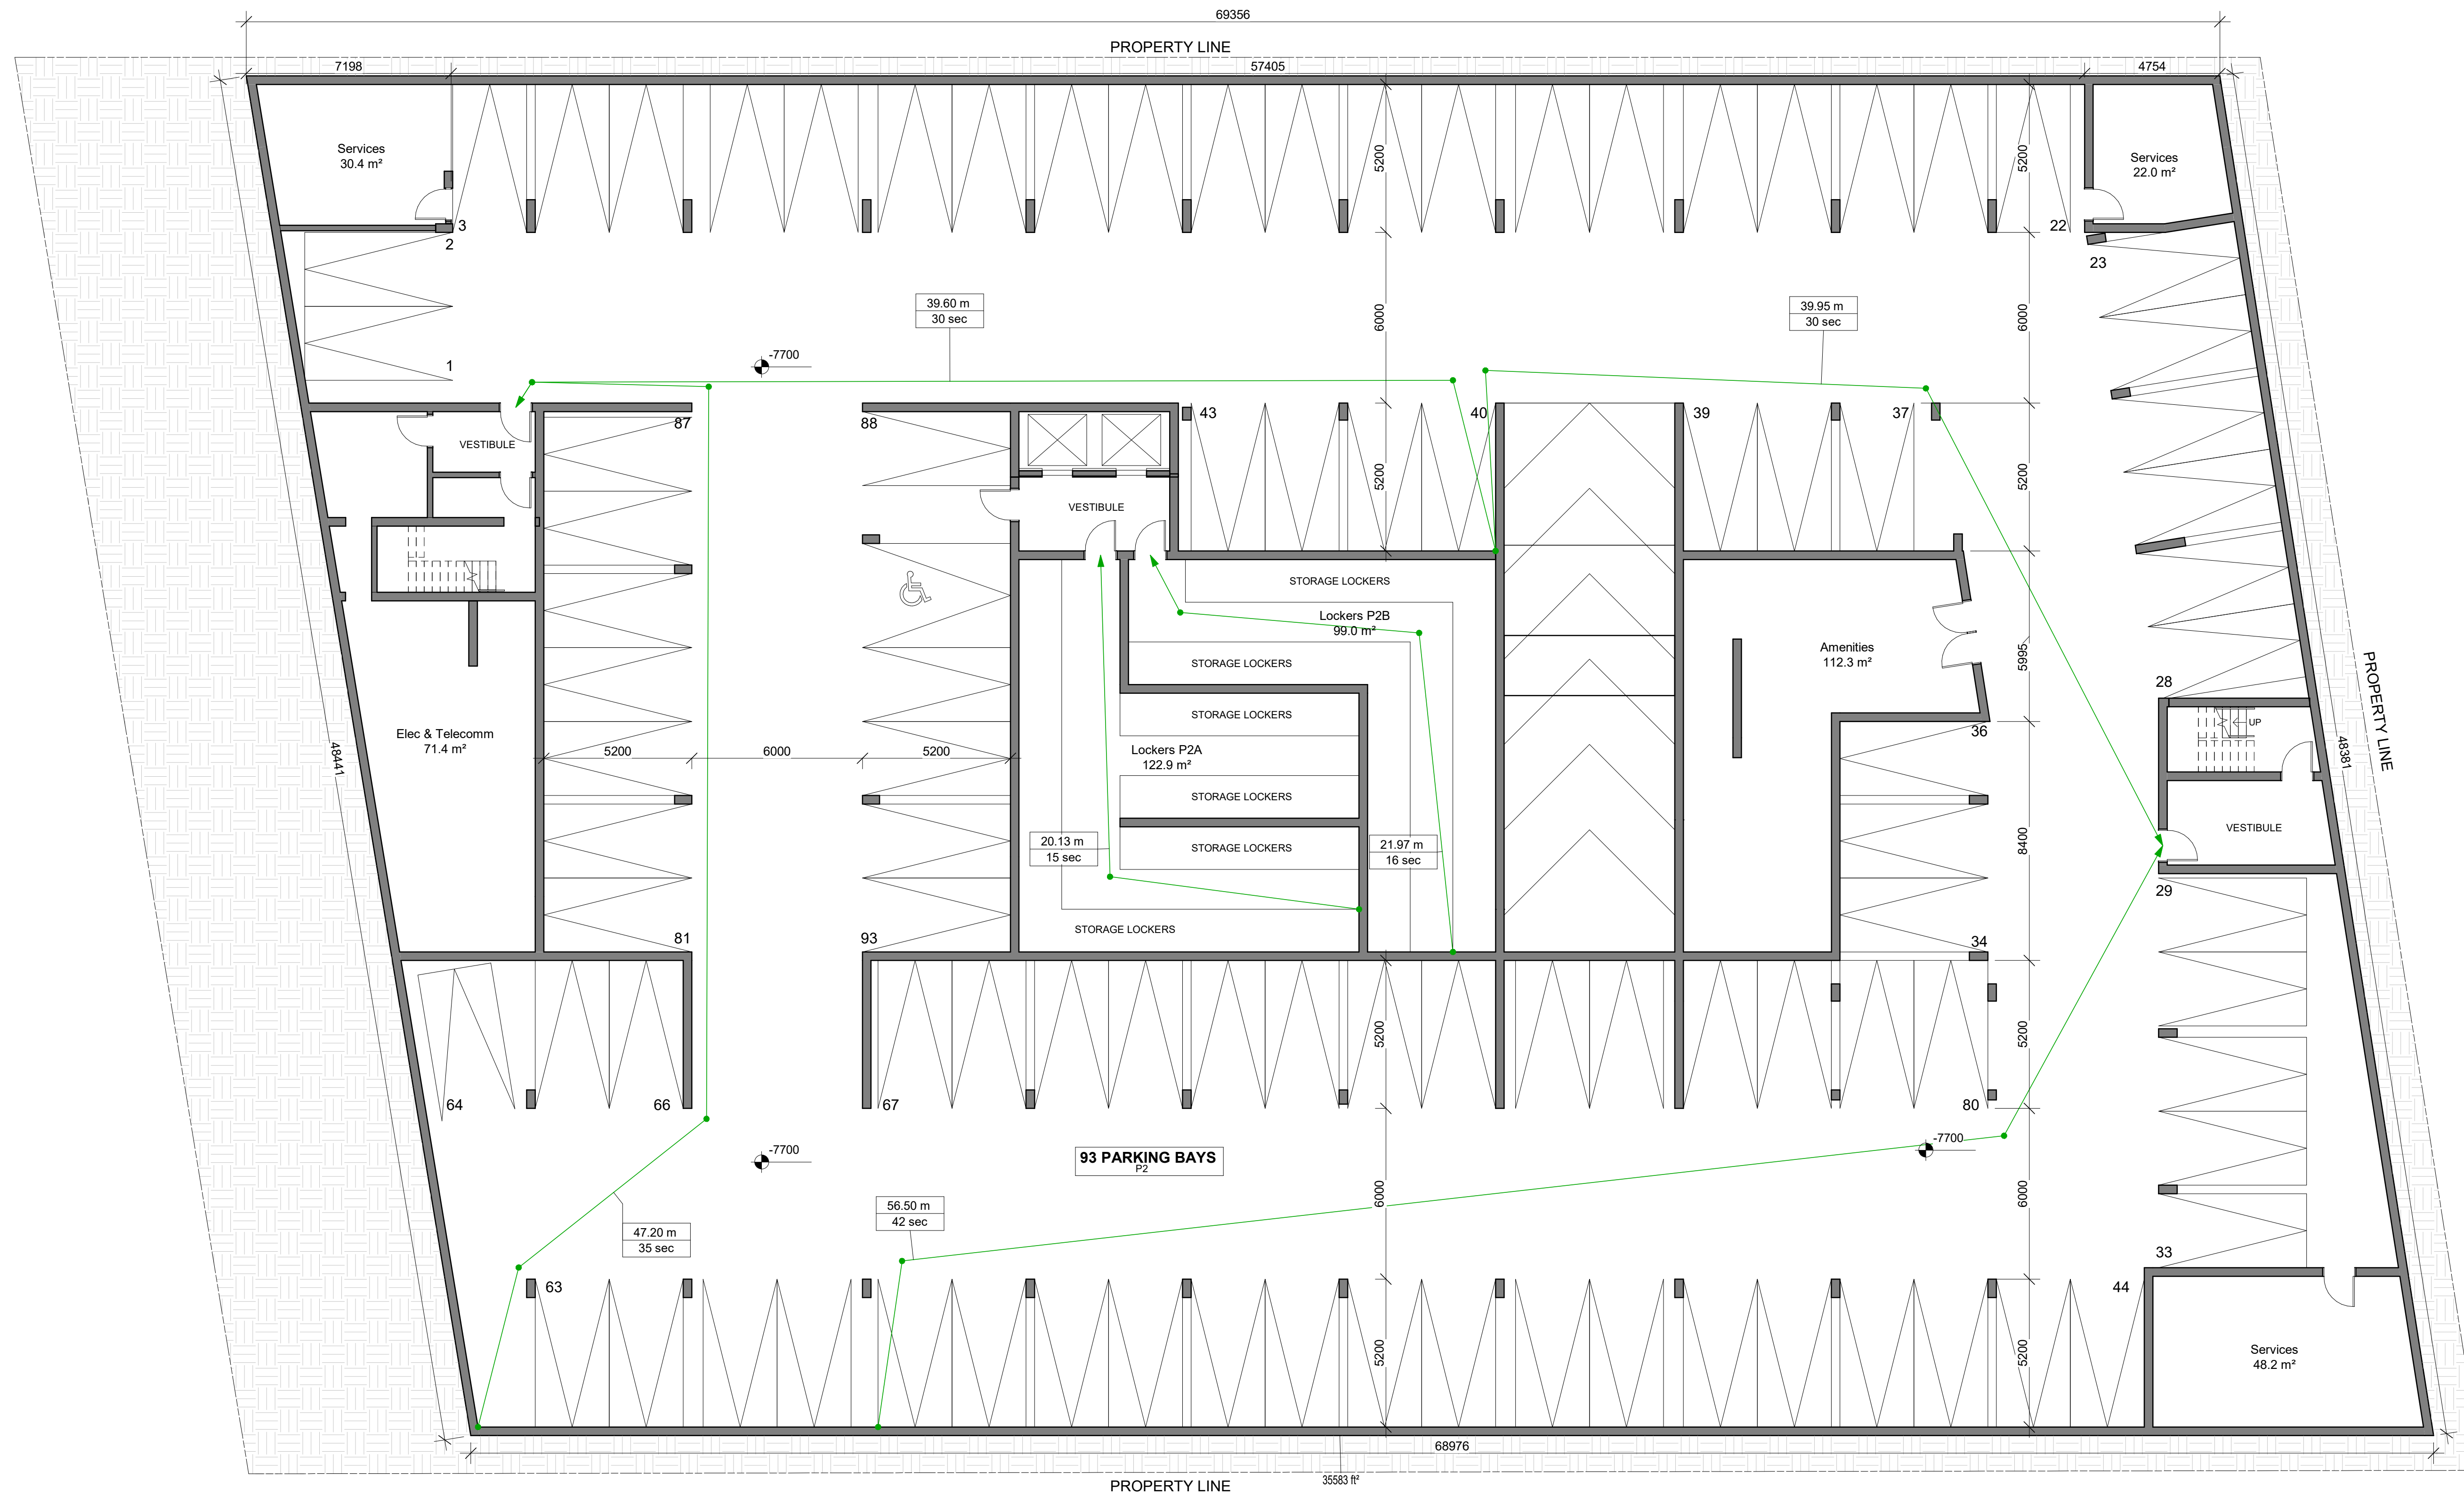 69356
PROPERTY LINE
7198
57405
4754
Services
30.4 m²
5200
5200
Services
22.0 m²
3
2
22
23
39.60 m
30 sec
39.95 m
30 sec
6000
6000
1
-7700
87
88
43
40
39
37
VESTIBULE
5200
5200
VESTIBULE
STORAGE LOCKERS
Lockers P2B
99.0 m²
STORAGE LOCKERS
Amenities
112.3 m²
5995
PROPERTY LINE
28
UP
STORAGE LOCKERS
Elec & Telecomm
71.4 m²
48441
5200
6000
5200
Lockers P2A
122.9 m²
36
48381
STORAGE LOCKERS
VESTIBULE
20.13 m
15 sec
21.97 m
16 sec
STORAGE LOCKERS
8400
29
STORAGE LOCKERS
81
93
34
5200
5200
64
66
67
80
-7700
93 PARKING BAYS
P2
-7700
6000
6000
56.50 m
42 sec
47.20 m
35 sec
33
63
44
5200
5200
Services
48.2 m²
68976
PROPERTY LINE
35583 ft²